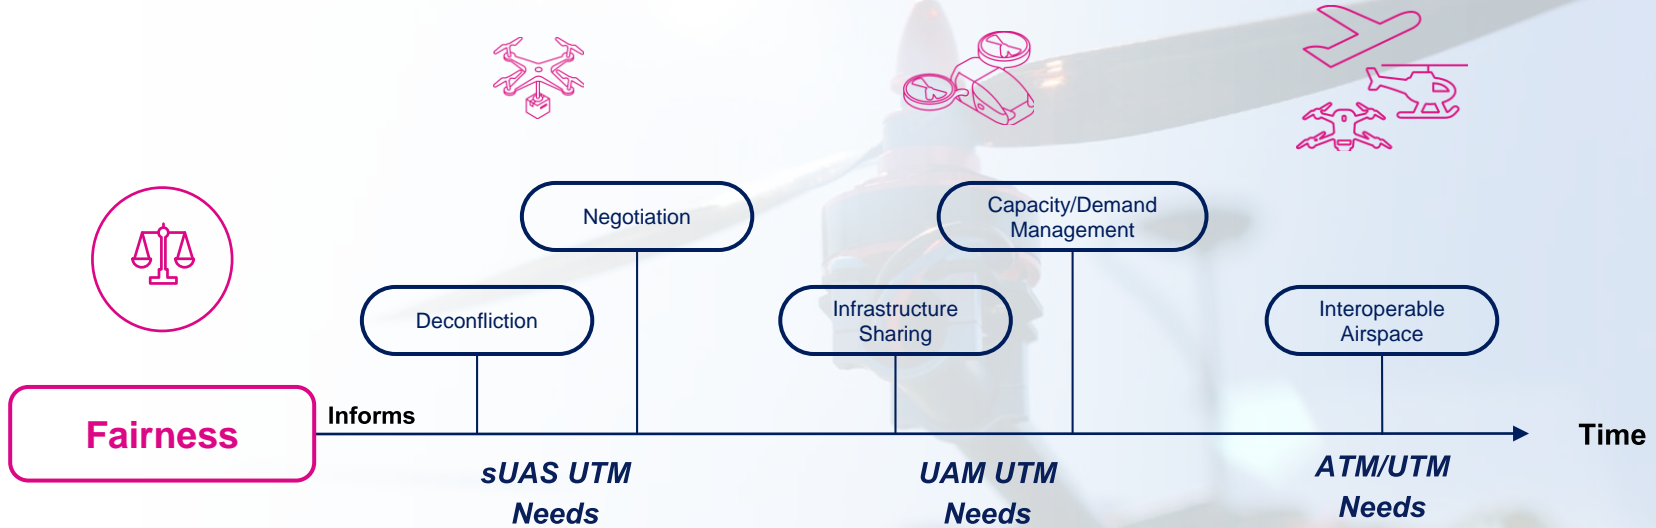 Negotiation
Capacity/Demand
Management
Deconfliction
Infrastructure
Sharing
Interoperable
Airspace
Fairness
Informs
Time
sUAS UTM
Needs
UAM UTM
Needs
ATM/UTM
Needs